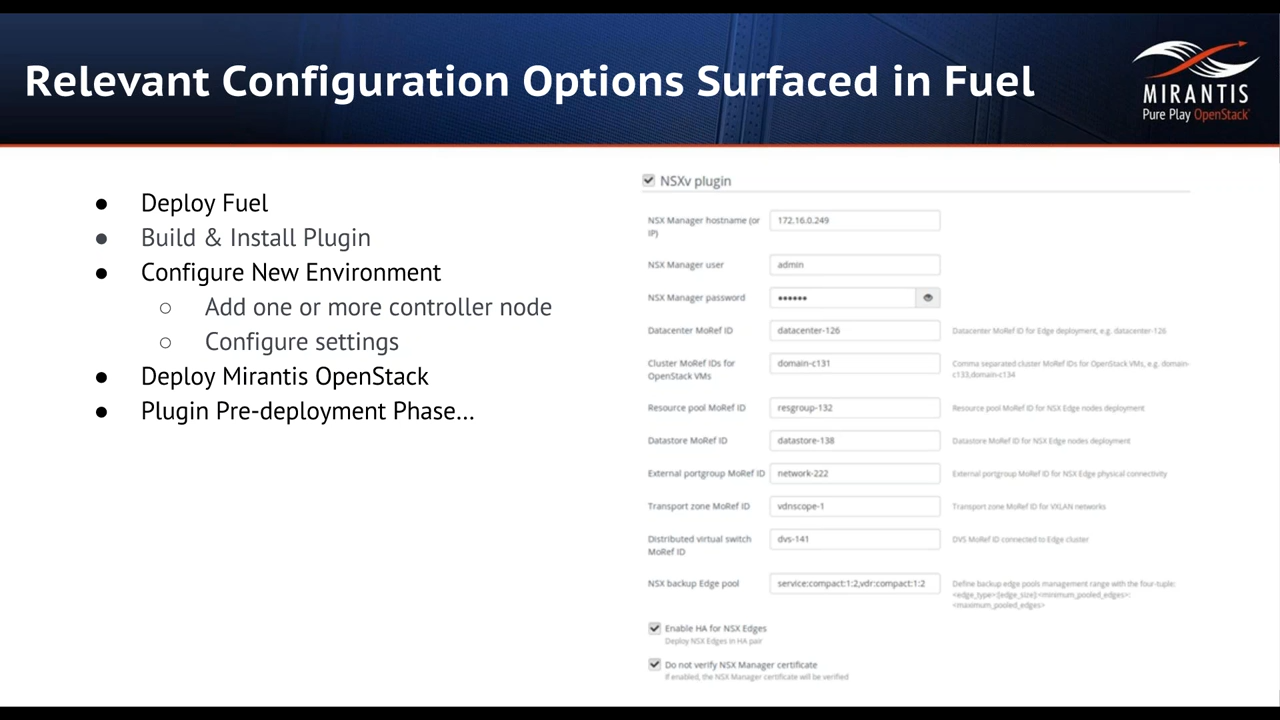 Relevant Configuration Options Surfaced in Fuel
MIRANTIS
Pure Play OpenStack
● Deploy Fuel
● Build & Install Plugin
● Configure New Environment
○ Add one or more controller node
○ Configure settings
● Deploy Mirantis OpenStack
● Plugin Pre-deployment Phase...
NSXv plugin
NSX Manager hostname (or
IP)
172.16.0.249
NSX Manager user
admin
NSX Manager password
••••••
Datacenter MoRef ID
datacenter-126
Datacenter MoRef ID for Edge deployment, e.g. datacenter-126
Cluster MoRef IDs for
OpenStack VMs
domain-c131
Comma separated cluster MoRef IDs for OpenStack VMs, e.g. domain-
c133,domain-c134
Resource pool MoRef ID
resgroup-132
Resource pool MoRef ID for NSX Edge nodes deployment
Datastore MoRef ID
datastore-138
Datastore MoRef ID for NSX Edge nodes deployment
External portgroup MoRef ID
network-222
External portgroup MoRef ID for NSX Edge physical connectivity
Transport zone MoRef ID
vdnscope-1
Transport zone MoRef ID for VXLAN networks
Distributed virtual switch
MoRef ID
dvs-141
DVS MoRef ID connected to Edge cluster
NSX backup Edge pool
service:compact:1:2,vdr:compact:1:2
Define backup edge pools management range with the four-tuple:
<edge_type>:[edge_size]:<minimum_pooled_edges>:
<maximum_pooled_edges>
Enable HA for NSX Edges
Deploy NSX Edges in HA pair
Do not verify NSX Manager certificate
If enabled, the NSX Manager certificate will be verified